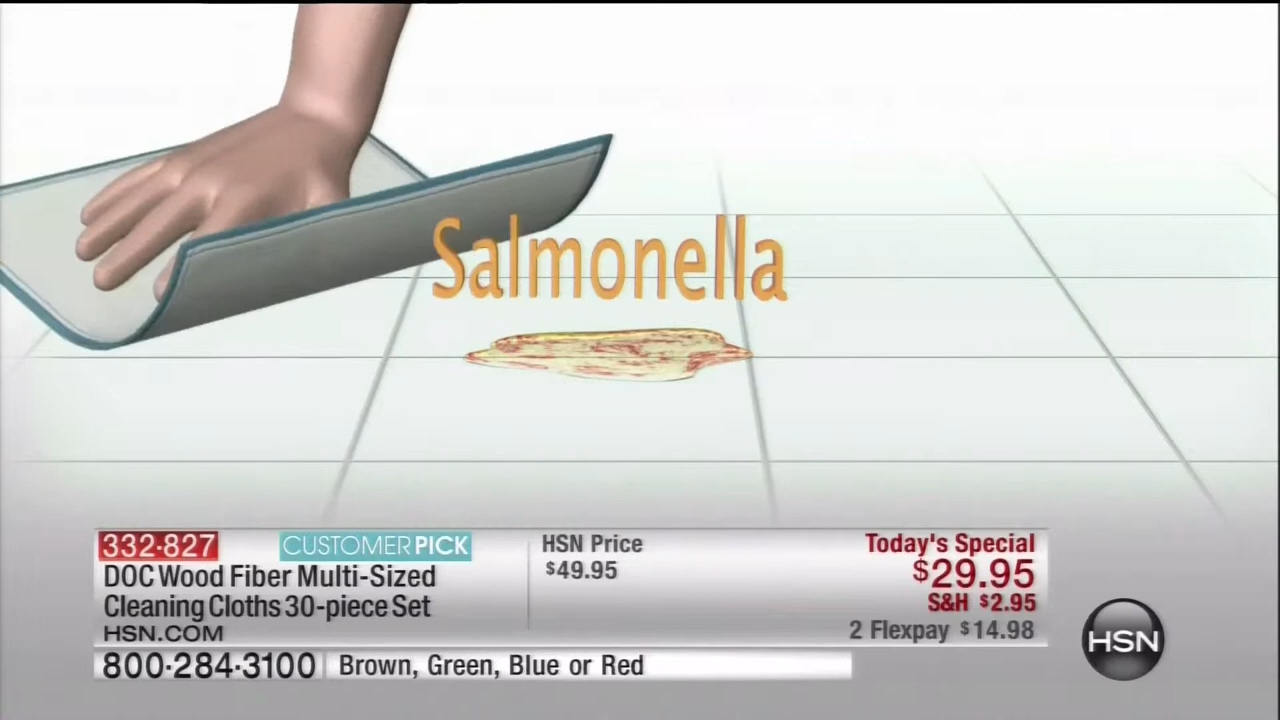 Salmonella
332-827
CUSTOMER PICK
DOC Wood Fiber Multi-Sized
Cleaning Cloths 30-piece Set
HSN.COM
HSN Price
$49.95
Today's Special
$29.95
S&H $2.95
2 Flexpay $14.98
HSN
800·284·3100
Brown, Green, Blue or Red